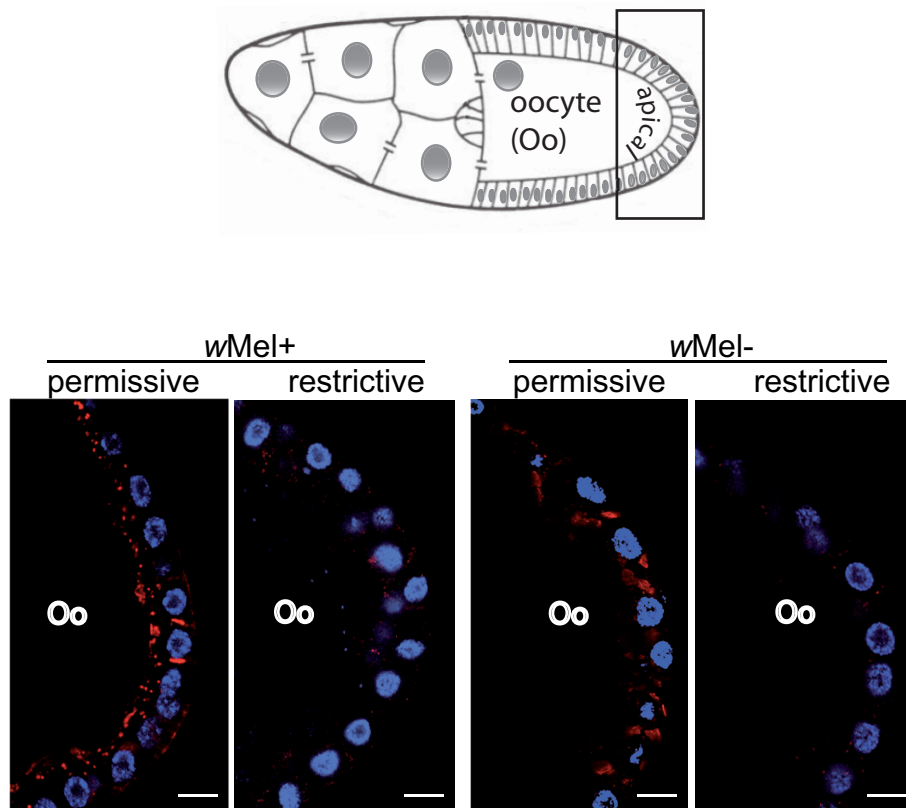 oocyte
(Oo)
apical
wMel+
wMel-
permissive
restrictive
permissive
restrictive
Oo
Oo
Oo
Oo